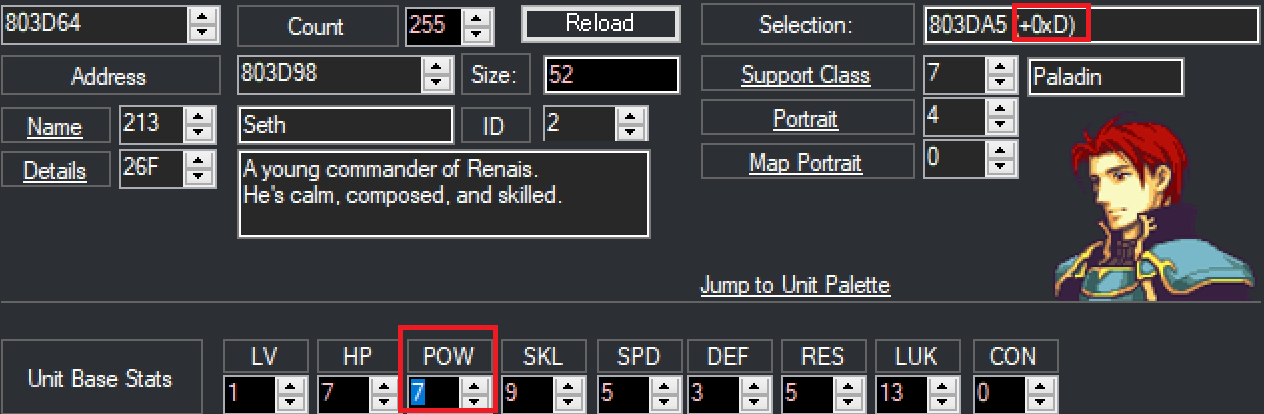 803D64 Count 255 Reload Selection: 803DA5 (+0xD)
Address 803D98 Size: 52 Support Class 7 Paladin
Name 213 Seth ID 2 Portrait 4
Details 26F A young commander of Renais. Map Portrait 0
He's calm, composed, and skilled.
Jump to Unit Palette
LV HP POW SKL SPD DEF RES LUK CON
Unit Base Stats 1 7 7 9 5 3 5 13 0